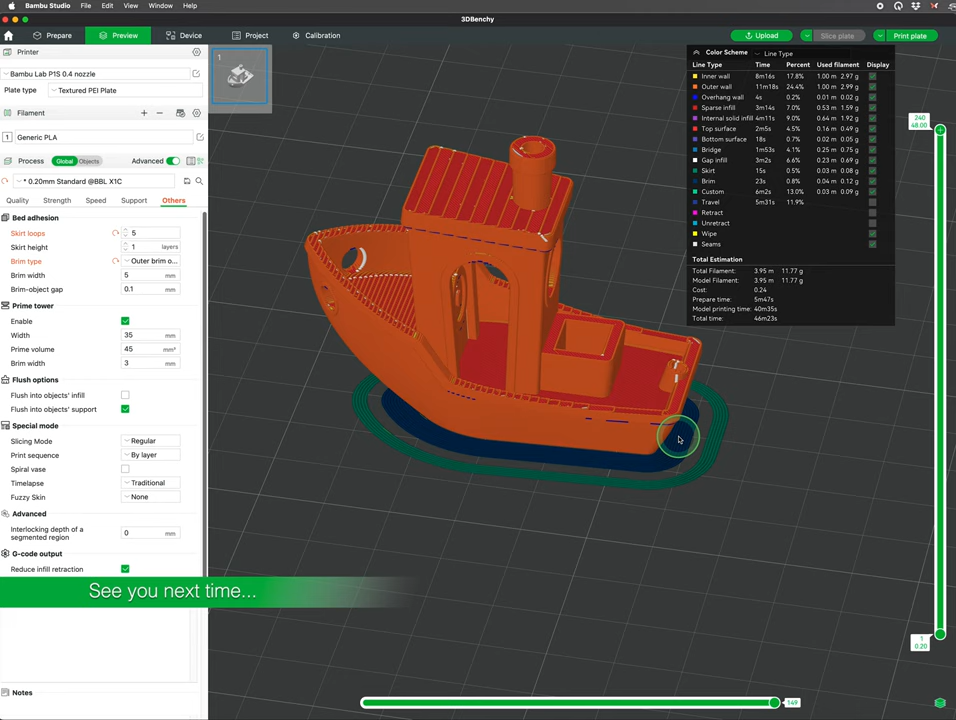 Bambu Studio File Edit View Window Help
3DBenchy
Prepare Preview Device Project Calibration Upload Slice plate Print plate
Printer
Bambu Lab P1S 0.4 nozzle
Plate type Textured PEI Plate
Filament
1 Generic PLA
Process Global Objects Advanced
* 0.20mm Standard @BBL X1C
Quality Strength Speed Support Others
Bed adhesion
Skirt loops 5
Skirt height 1 layers
Brim type Outer brim o...
Brim width 5 mm
Brim-object gap 0.1 mm
Prime tower
Enable
Width 35 mm
Prime volume 45 mm³
Brim width 3 mm
Flush options
Flush into objects' infill
Flush into objects' support
Special mode
Slicing Mode Regular
Print sequence By layer
Spiral vase
Timelapse Traditional
Fuzzy Skin None
Advanced
Interlocking depth of a
segmented region 0 mm
G-code output
Reduce infill retraction
See you next time...
Notes
1
Color Scheme Line Type
Line Type Time Percent Used filament Display
Inner wall 8m16s 17.8% 1.00 m 2.97 g
Outer wall 11m18s 24.4% 1.00 m 2.97 g
Overhang wall 4s 0.2% 0.01 m 0.02 g
Sparse infill 3m14s 7.0% 0.53 m 1.59 g
Internal solid infill 4m11s 9.0% 0.64 m 1.92 g
Top surface 2m5s 4.5% 0.16 m 0.49 g
Bottom surface 18s 0.7% 0.02 m 0.05 g
Bridge 1m53s 4.1% 0.25 m 0.75 g
Gap infill 3m2s 6.6% 0.23 m 0.69 g
Skirt 15s 0.5% 0.03 m 0.08 g
Brim 23s 0.8% 0.04 m 0.12 g
Custom 6m2s 13.0% 0.03 m 0.09 g
Travel 5m31s 11.9%
Retract
Unretract
Wipe
Seams
Total Estimation
Total Filament: 3.95 m 11.77 g
Model Filament: 3.95 m 11.77 g
Cost: 0.24
Prepare time: 5m47s
Model printing time: 40m35s
Total time: 46m23s
240
48.00
1
0.20
149